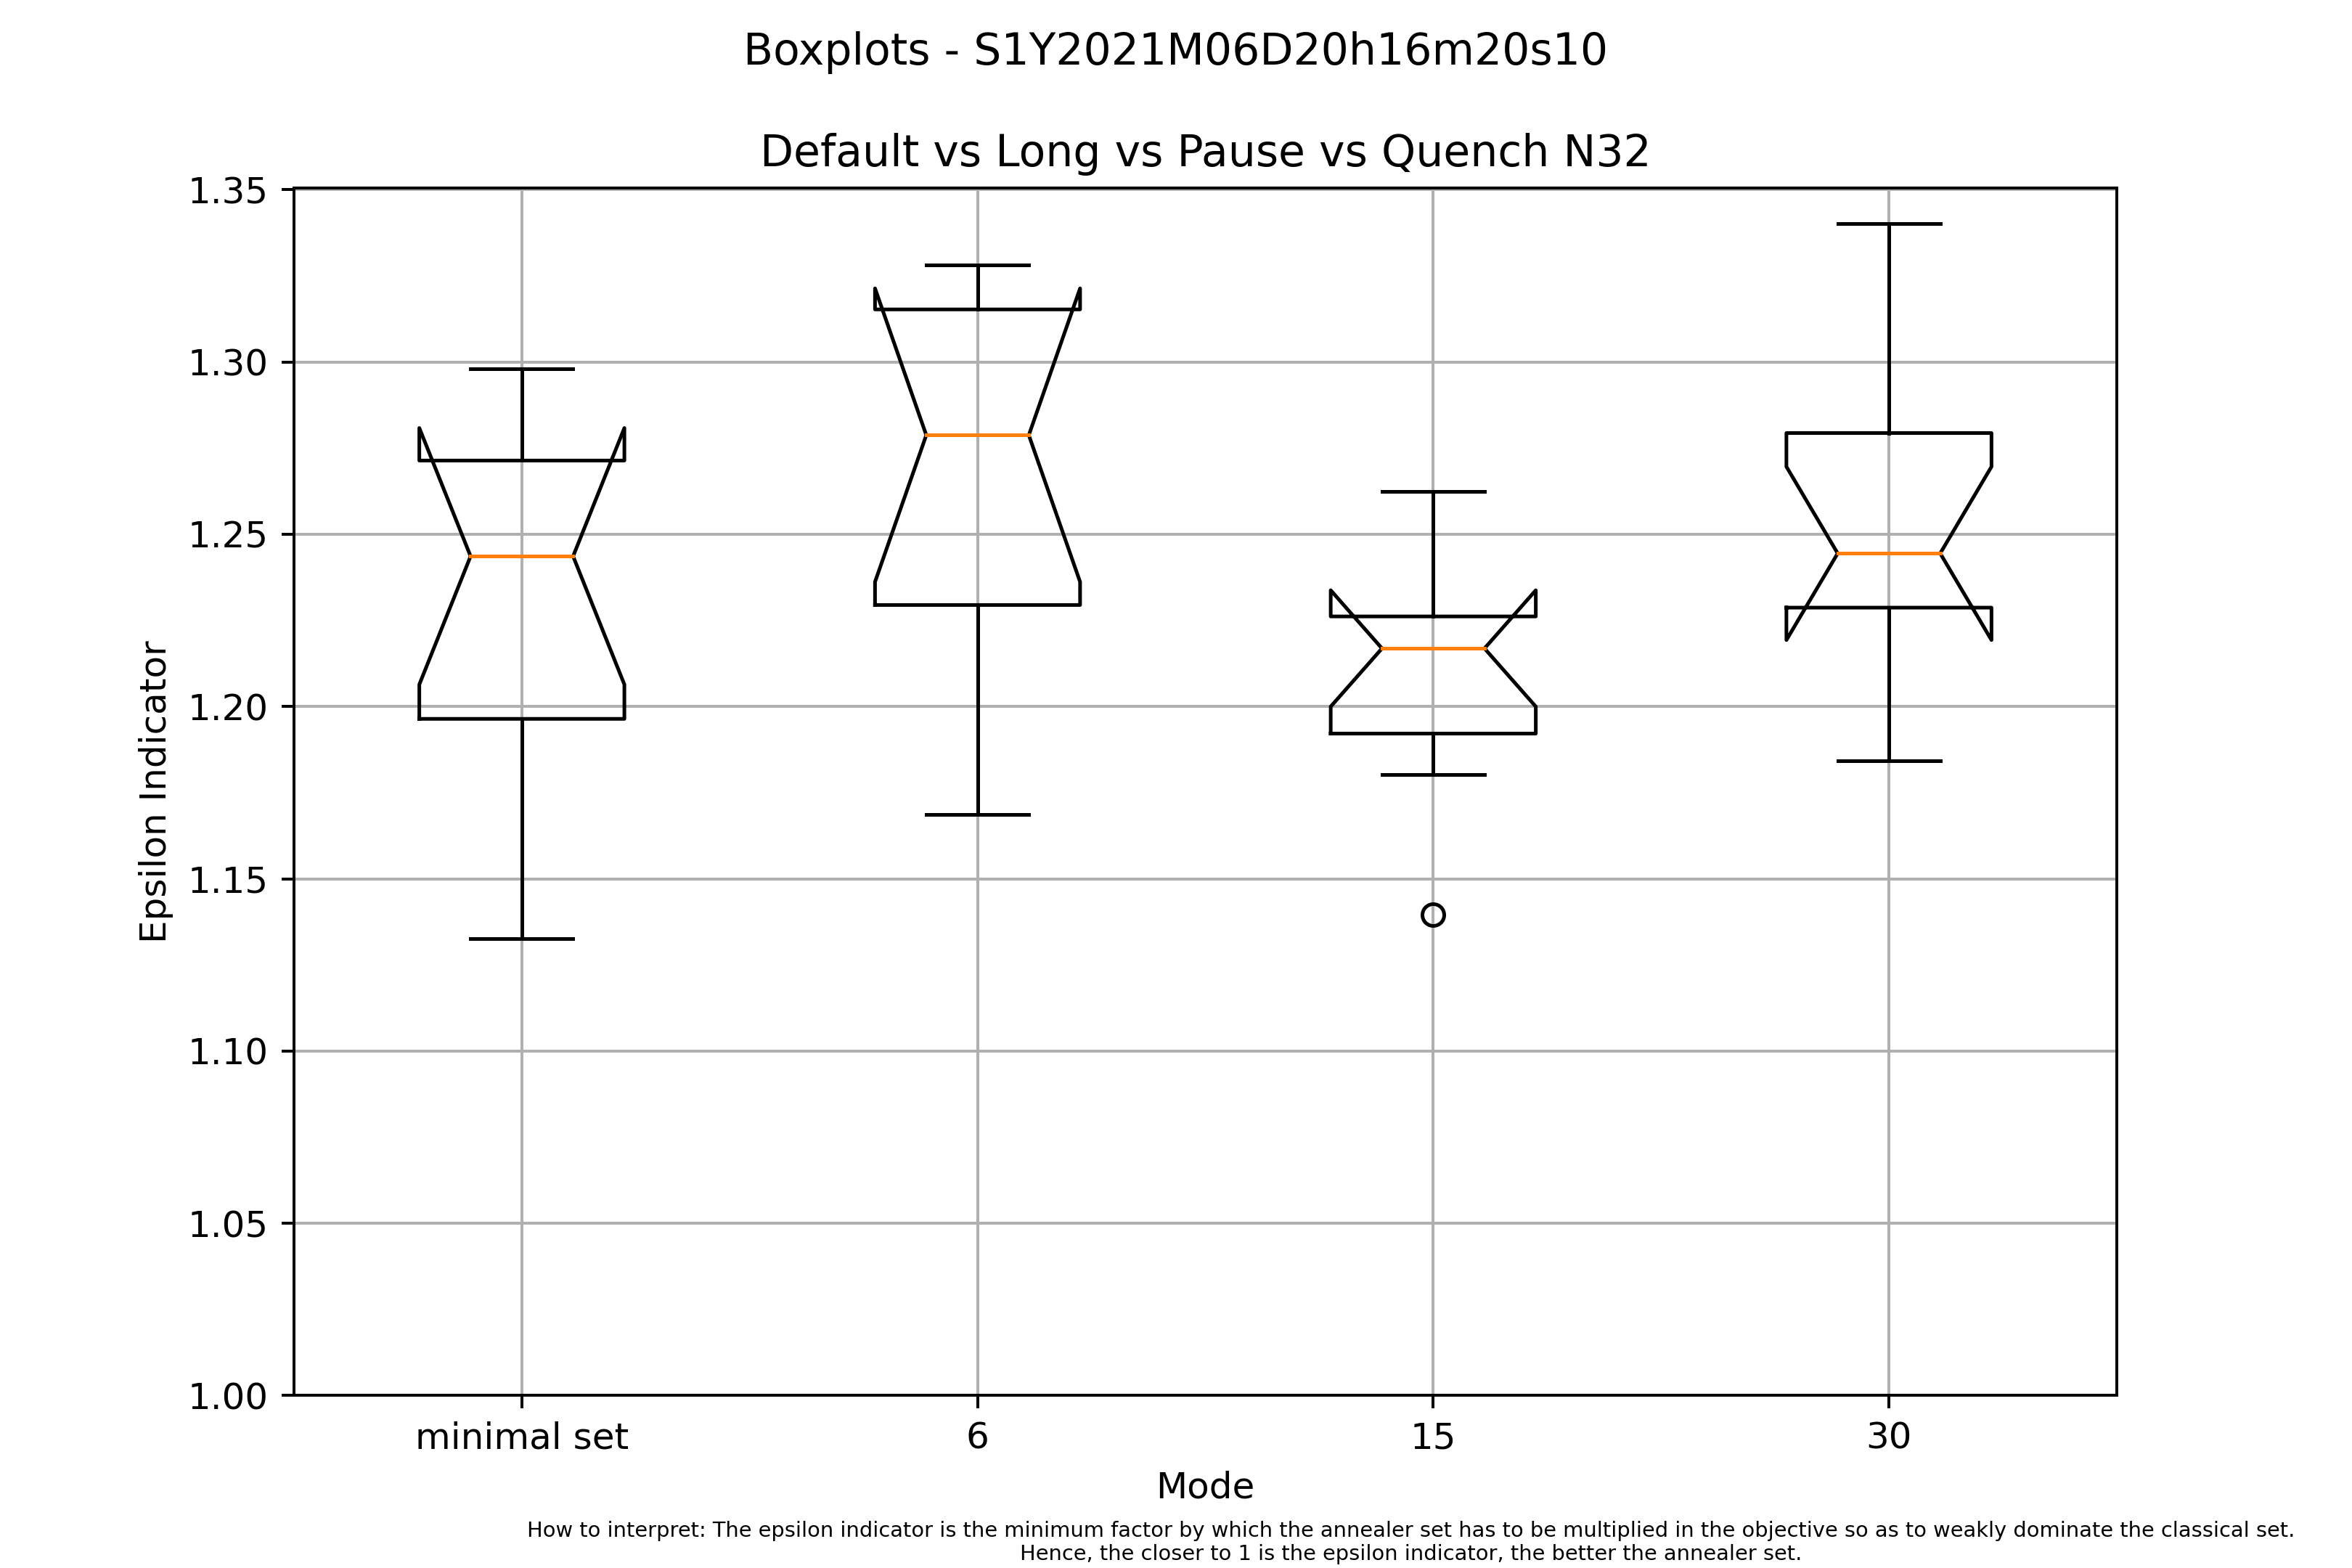 Boxplots - S1Y2021M06D20h16m20s10
Default vs Long vs Pause vs Quench N32
1.35
1.30
1.25
1.20
1.15
1.10
1.05
1.00
Epsilon Indicator
minimal set 6 15 30
Mode
How to interpret: The epsilon indicator is the minimum factor by which the annealer set has to be multiplied in the objective so as to weakly dominate the classical set.
Hence, the closer to 1 is the epsilon indicator, the better the annealer set.